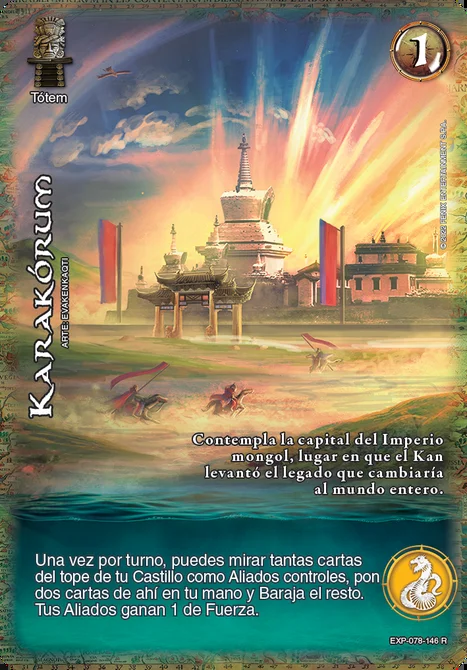 Tótem
1
KARAKÓRUM
ARTE: EVAKENKAQTI
©2022 FENIX ENTERTAINMENT S.P.A.
Contempla la capital del Imperio
mongol, lugar en que el Kan
levantó el legado que cambiaría
al mundo entero.
Una vez por turno, puedes mirar tantas cartas
del tope de tu Castillo como Aliados controles, pon
dos cartas de ahí en tu mano y Baraja el resto.
Tus Aliados ganan 1 de Fuerza.
EXP-078-146 R